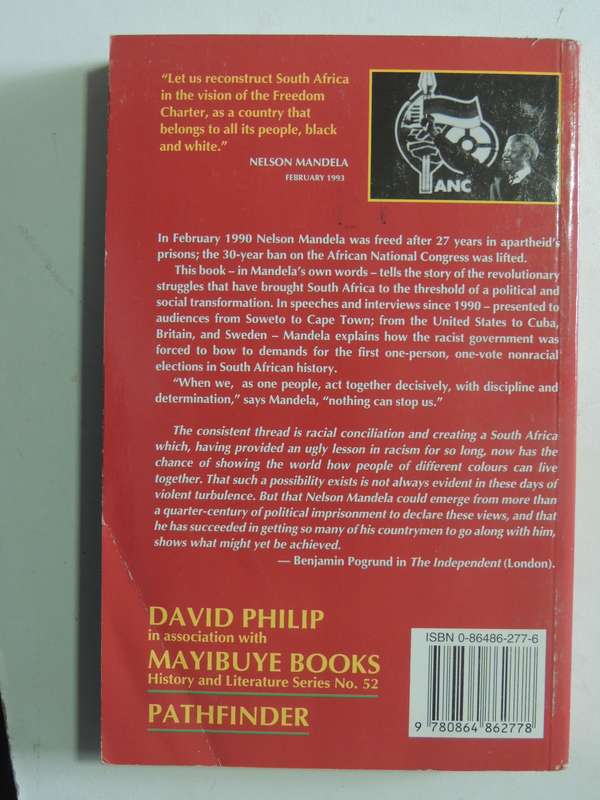 “Let us reconstruct South Africa
in the vision of the Freedom
Charter, as a country that
belongs to all its people, black
and white.”
NELSON MANDELA
FEBRUARY 1993
ANC
In February 1990 Nelson Mandela was freed after 27 years in apartheid’s
prisons; the 30-year ban on the African National Congress was lifted.
This book – in Mandela’s own words – tells the story of the revolutionary
struggles that have brought South Africa to the threshold of a political and
social transformation. In speeches and interviews since 1990 – presented to
audiences from Soweto to Cape Town; from the United States to Cuba,
Britain, and Sweden – Mandela explains how the racist government was
forced to bow to demands for the first one-person, one-vote nonracial
elections in South African history.
“When we, as one people, act together decisively, with discipline and
determination,” says Mandela, “nothing can stop us.”
The consistent thread is racial conciliation and creating a South Africa
which, having provided an ugly lesson in racism for so long, now has the
chance of showing the world how people of different colours can live
together. That such a possibility exists is not always evident in these days of
violent turbulence. But that Nelson Mandela could emerge from more than
a quarter-century of political imprisonment to declare these views, and that
he has succeeded in getting so many of his countrymen to go along with him,
shows what might yet be achieved.
— Benjamin Pogrund in The Independent (London).
DAVID PHILIP
in association with
MAYIBUYE BOOKS
History and Literature Series No. 52
PATHFINDER
ISBN 0-86486-277-6
9 780864 862778